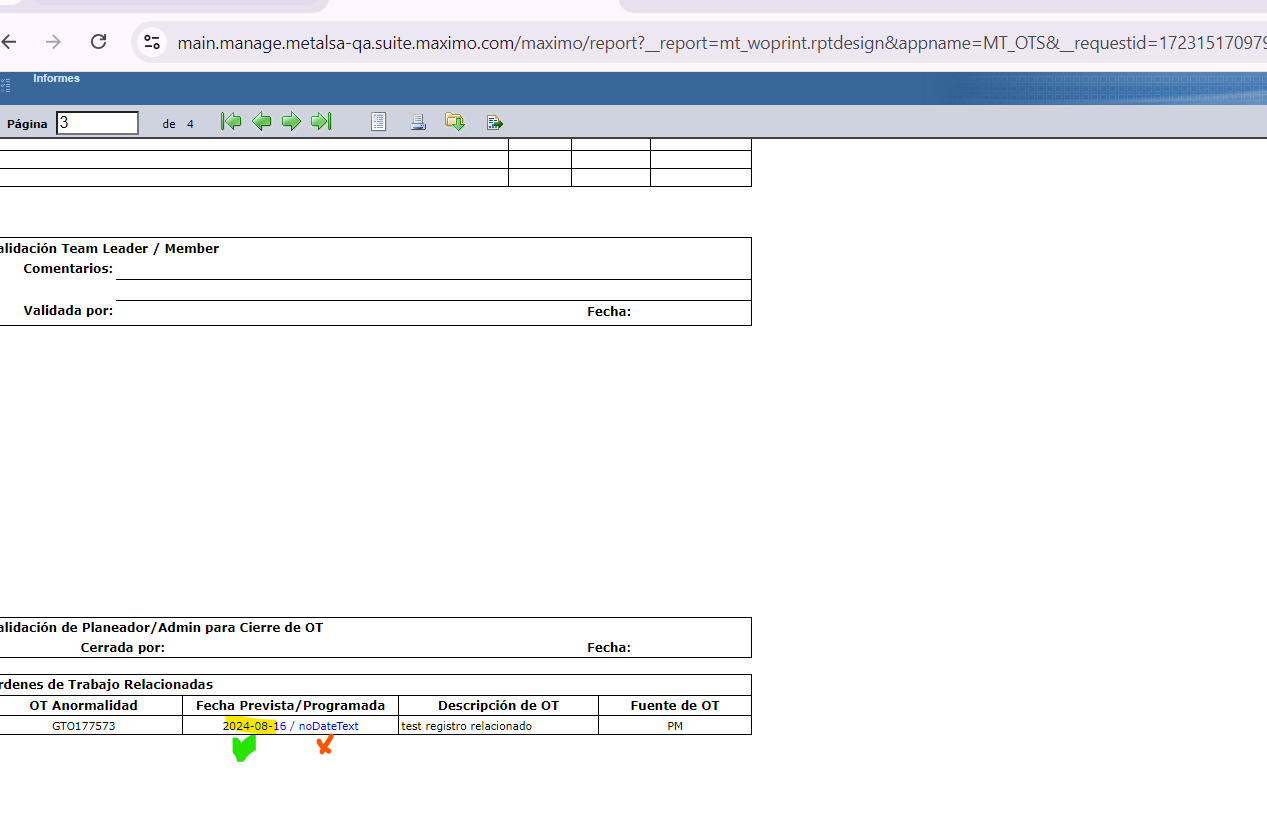 main.manage.metalsa-qa.suite.maximo.com/maximo/report?__report=mt_woprint.rptdesign&appname=MT_OTS&__requestid=172315170979
Informes
Página 3 de 4
alidación Team Leader / Member
Comentarios:
Validada por: Fecha:
alidación de Planeador/Admin para Cierre de OT
Cerrada por: Fecha:
rdenes de Trabajo Relacionadas
OT Anormalidad Fecha Prevista/Programada Descripción de OT Fuente de OT
GTO177573 2024-08-16 / noDateText test registro relacionado PM